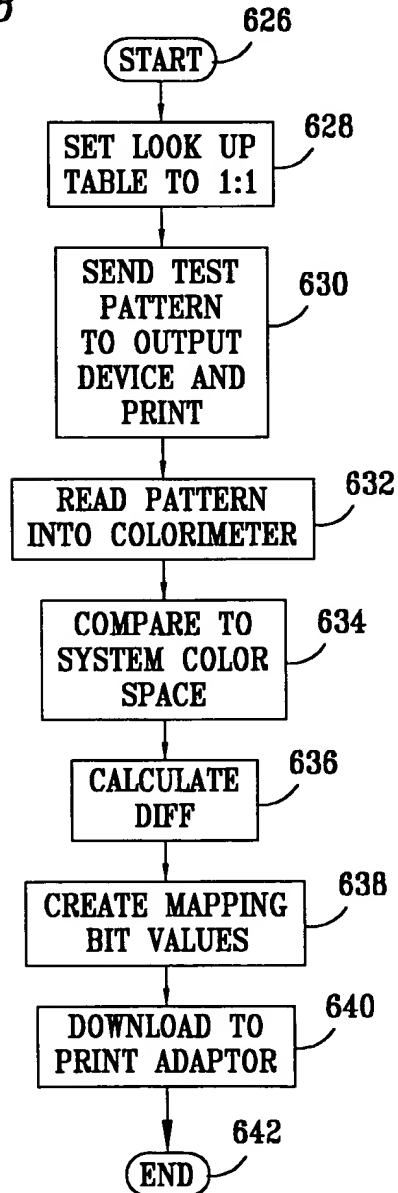 626
START
628
SET LOOK UP
TABLE TO 1:1
630
SEND TEST
PATTERN
TO OUTPUT
DEVICE AND
PRINT
632
READ PATTERN
INTO COLORIMETER
634
COMPARE TO
SYSTEM COLOR
SPACE
636
CALCULATE
DIFF
638
CREATE MAPPING
BIT VALUES
640
DOWNLOAD TO
PRINT ADAPTOR
642
END